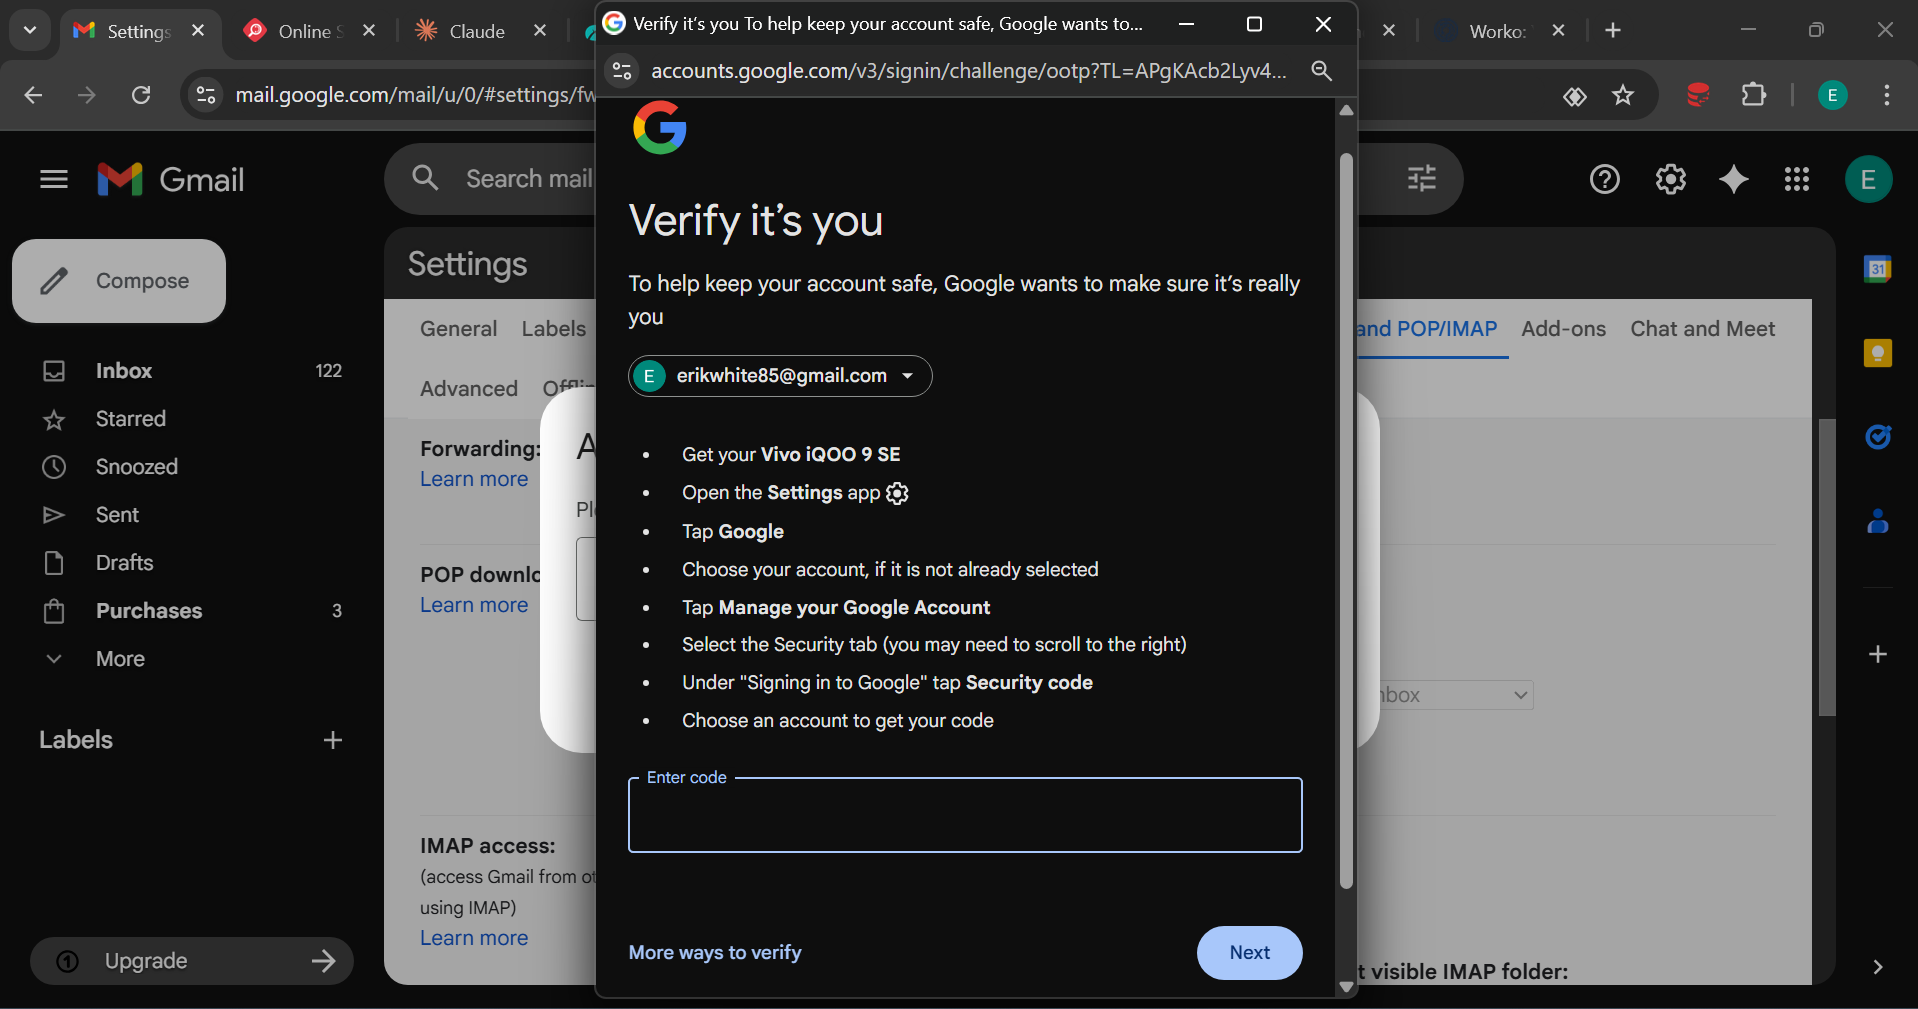 Settings
Online S
Claude
Verify it's you To help keep your account safe, Google wants to...
Worko:
mail.google.com/mail/u/0/#settings/fw
accounts.google.com/v3/signin/challenge/ootp?TL=APgKAcb2Lyv4...
E
Gmail
Search mail
E
Compose
Inbox 122
Starred
Snoozed
Sent
Drafts
Purchases 3
More
Labels
Upgrade
Settings
General Labels
and POP/IMAP Add-ons Chat and Meet
Advanced Offlin
Forwarding:
Learn more
POP downlo
Learn more
IMAP access:
(access Gmail from ot
using IMAP)
Learn more
A
Ple
nbox
t visible IMAP folder:
31
Verify it's you
To help keep your account safe, Google wants to make sure it's really
you
E erikwhite85@gmail.com
• Get your Vivo iQOO 9 SE
• Open the Settings app
• Tap Google
• Choose your account, if it is not already selected
• Tap Manage your Google Account
• Select the Security tab (you may need to scroll to the right)
• Under "Signing in to Google" tap Security code
• Choose an account to get your code
Enter code
More ways to verify
Next